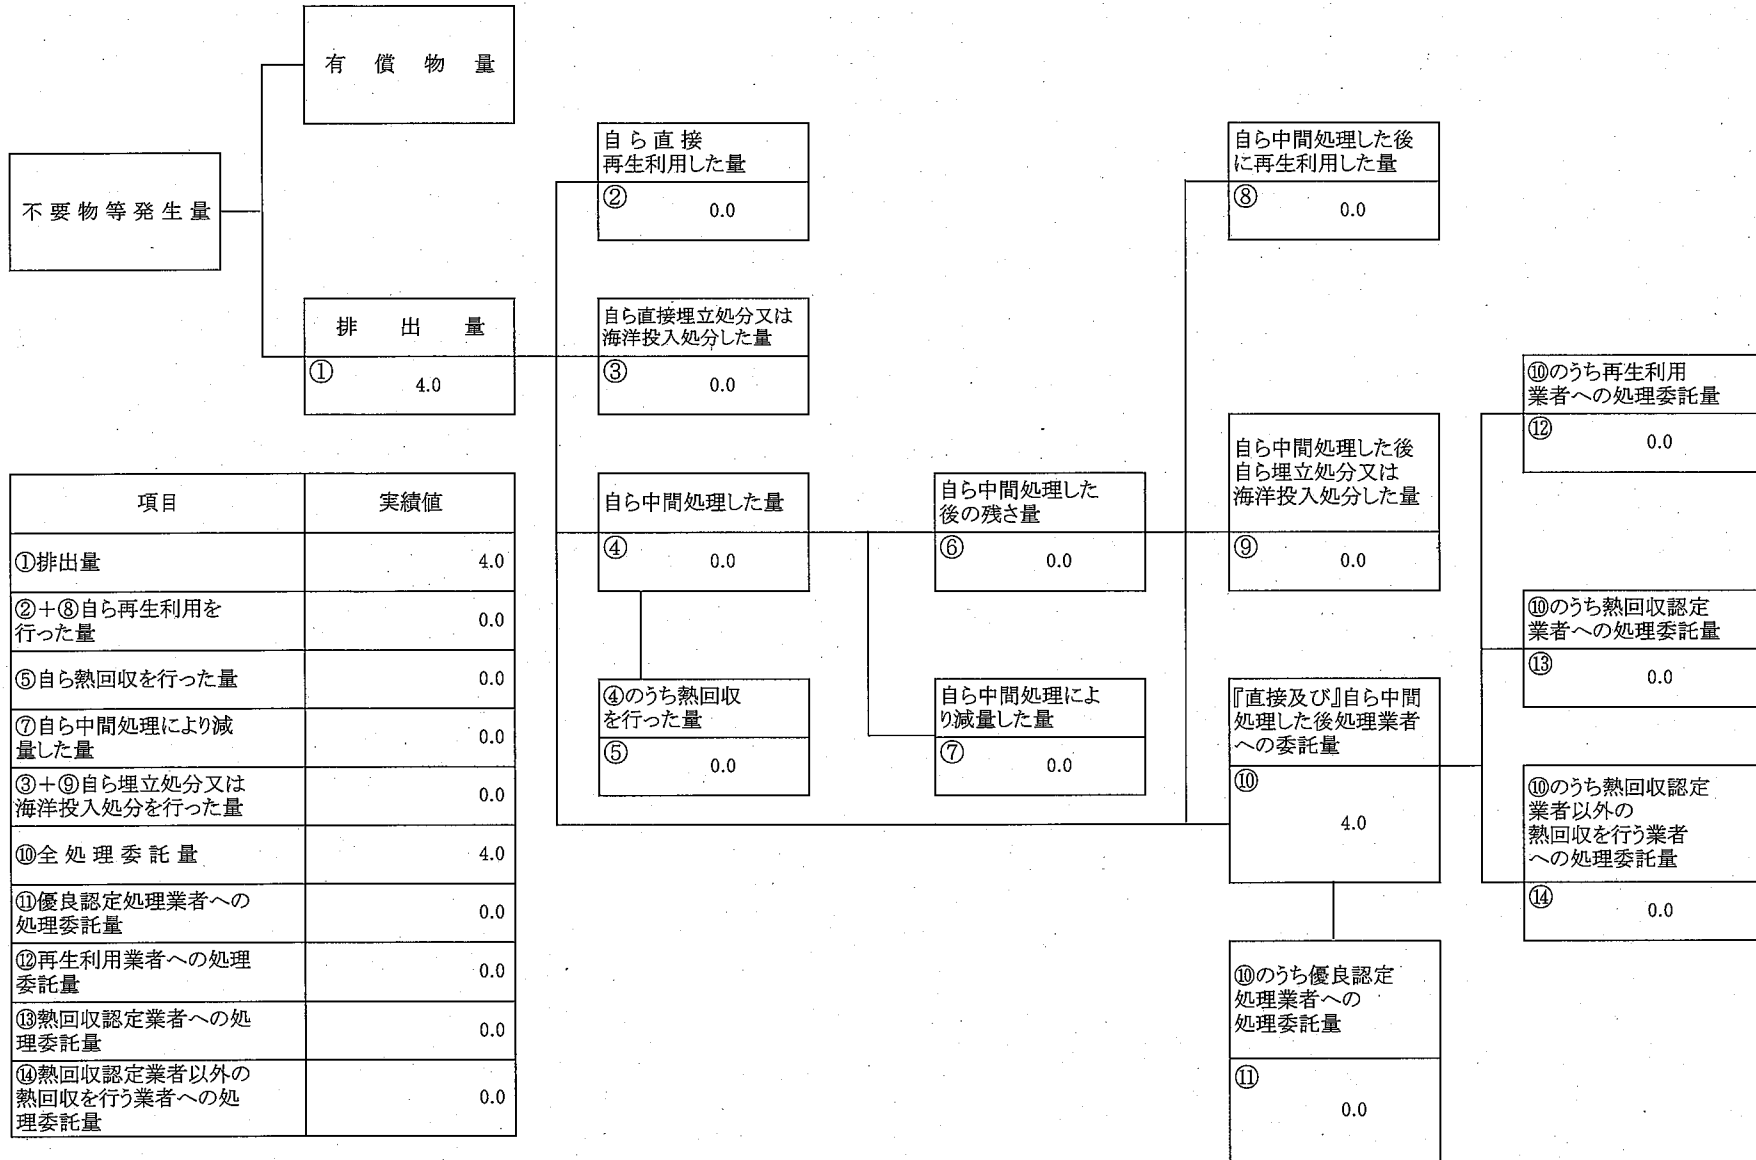 有償物量
不要物等発生量
排出量
①
4.0
自ら直接
再生利用した量
②
0.0
自ら直接埋立処分又は
海洋投入処分した量
③
0.0
自ら中間処理した量
④
0.0
④のうち熱回収
を行った量
⑤
0.0
自ら中間処理した
後の残さ量
⑥
0.0
自ら中間処理によ
り減量した量
⑦
0.0
自ら中間処理した後
に再生利用した量
⑧
0.0
自ら中間処理した後
自ら埋立処分又は
海洋投入処分した量
⑨
0.0
『直接及び』自ら中間
処理した後処理業者
への委託量
⑩
4.0
⑩のうち優良認定
処理業者への
処理委託量
⑪
0.0
⑩のうち再生利用
業者への処理委託量
⑫
0.0
⑩のうち熱回収認定
業者への処理委託量
⑬
0.0
⑩のうち熱回収認定
業者以外の
熱回収を行う業者
への処理委託量
⑭
0.0
項目 実績値
①排出量 4.0
②+⑧自ら再生利用を
行った量 0.0
⑤自ら熱回収を行った量 0.0
⑦自ら中間処理により減
量した量 0.0
③+⑨自ら埋立処分又は
海洋投入処分を行った量 0.0
⑩全処理委託量 4.0
⑪優良認定処理業者への
処理委託量 0.0
⑫再生利用業者への処理
委託量 0.0
⑬熱回収認定業者への処
理委託量 0.0
⑭熱回収認定業者以外の
熱回収を行う業者への処
理委託量 0.0